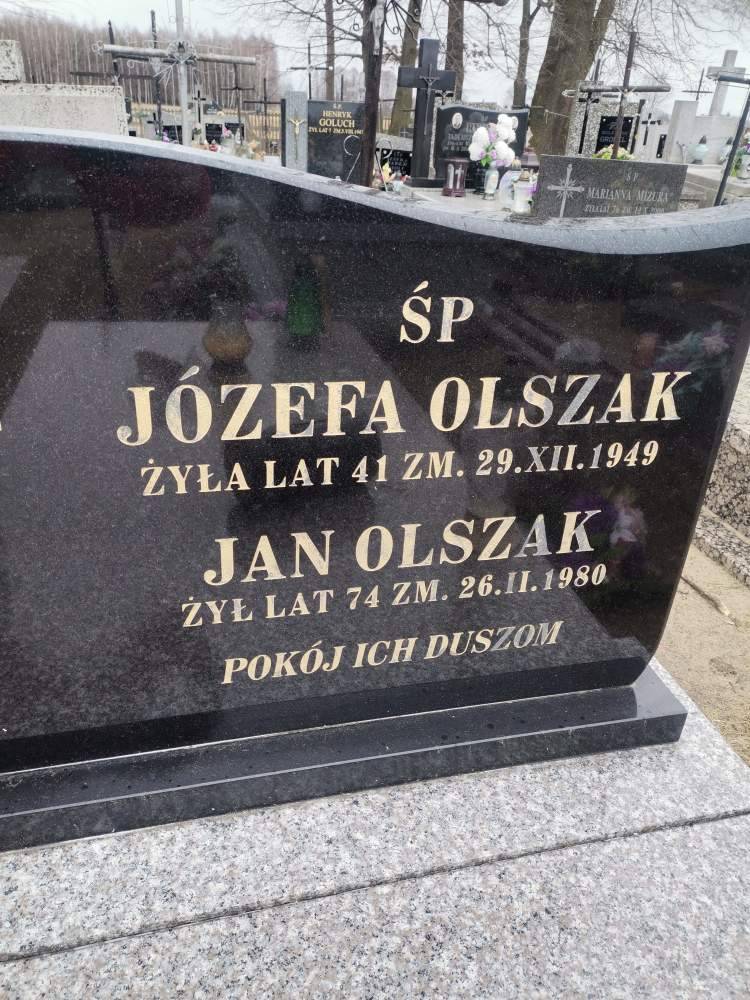 Ś P
HENRYK
GOLUCH
Ś P
MARIANNA MIZERA
ŚP
JÓZEFA OLSZAK
ŻYŁA LAT 41 ZM. 29.XII.1949
JAN OLSZAK
ŻYŁ LAT 74 ZM. 26.II.1980
POKÓJ ICH DUSZOM